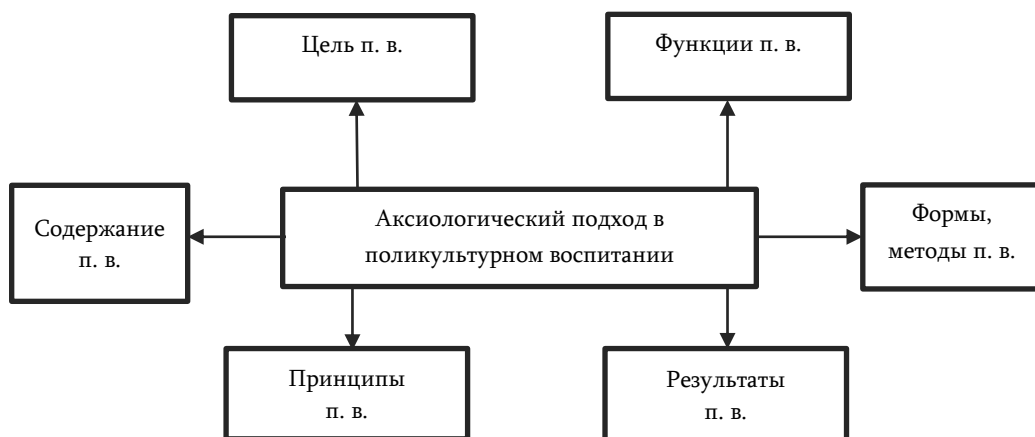 Цель п. в.
Функции п. в.
Содержание
п. в.
Аксиологический подход в
поликультурном воспитании
Формы,
методы п. в.
Принципы
п. в.
Результаты
п. в.